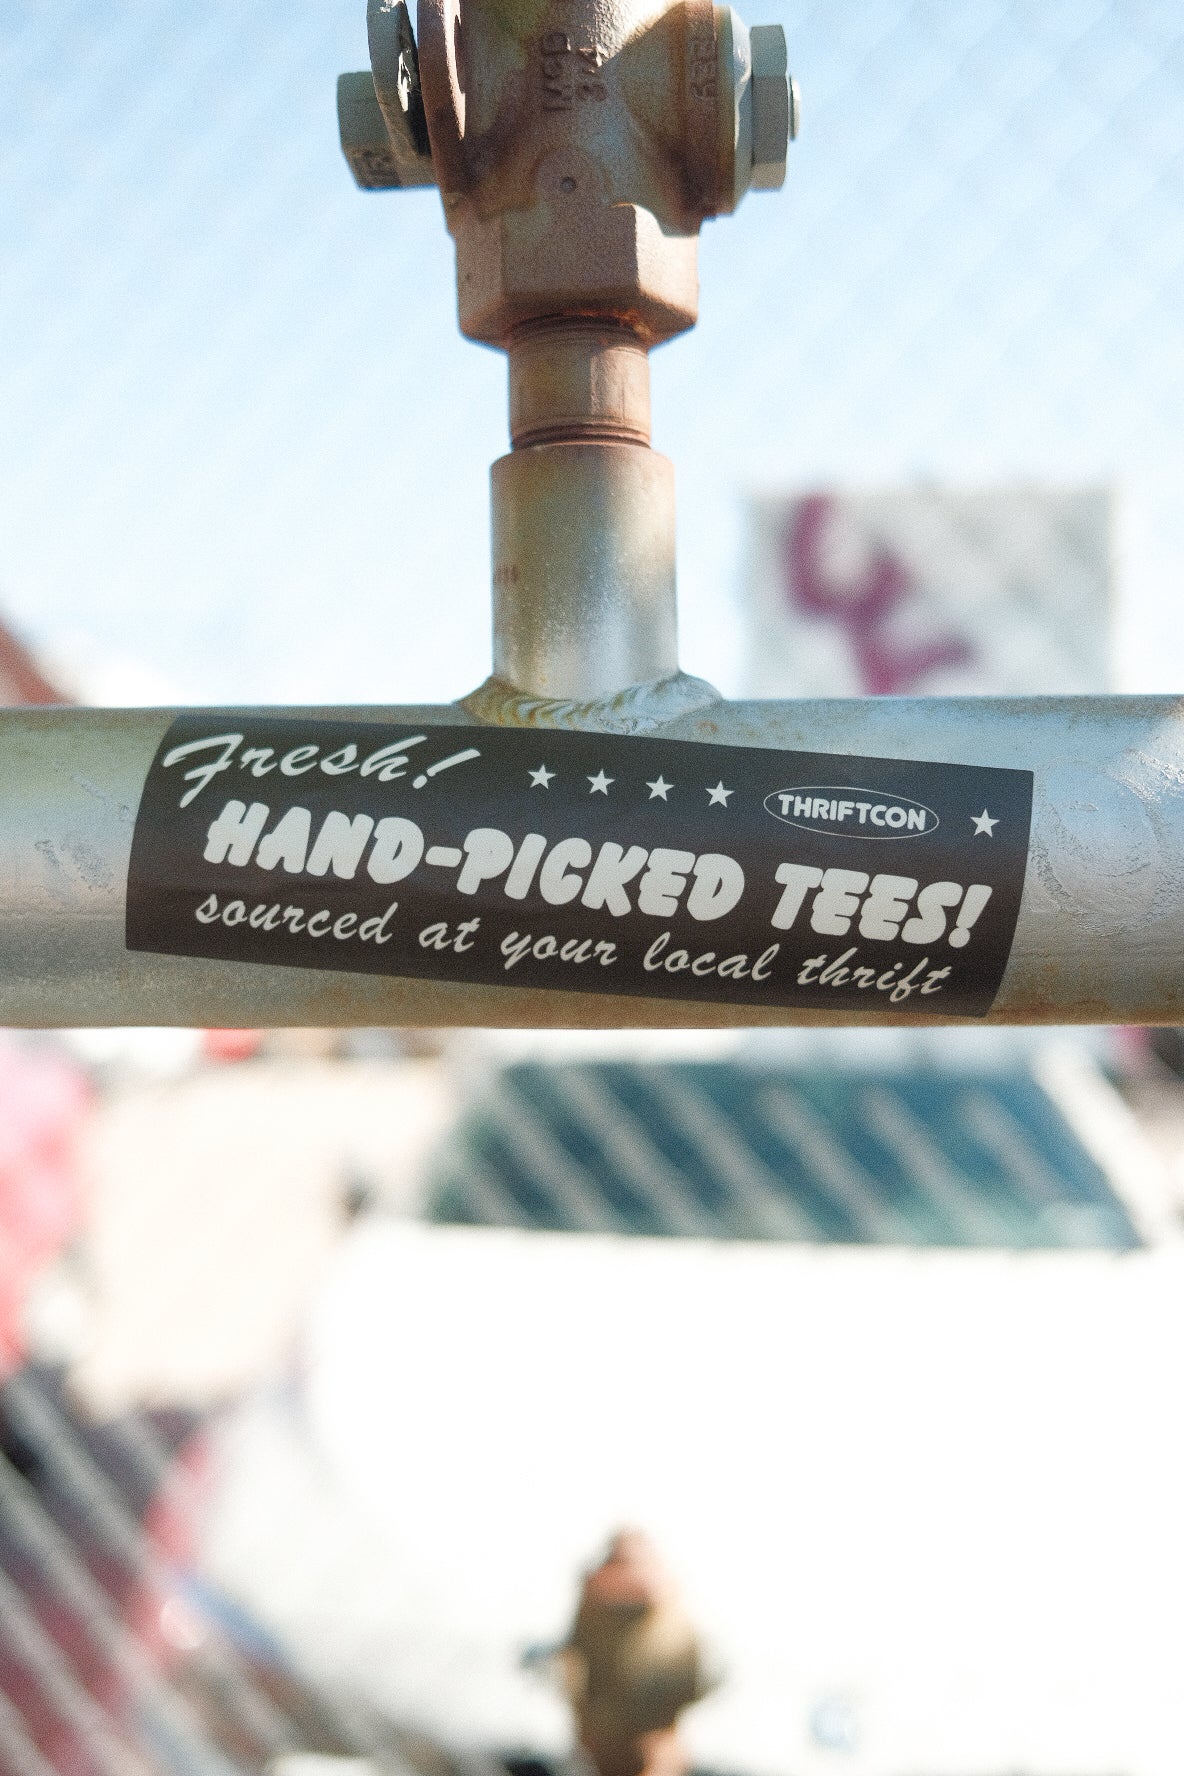 Fresh! ★ ★ ★ ★ THRIFTCON ★
HAND-PICKED TEES!
sourced at your local thrift